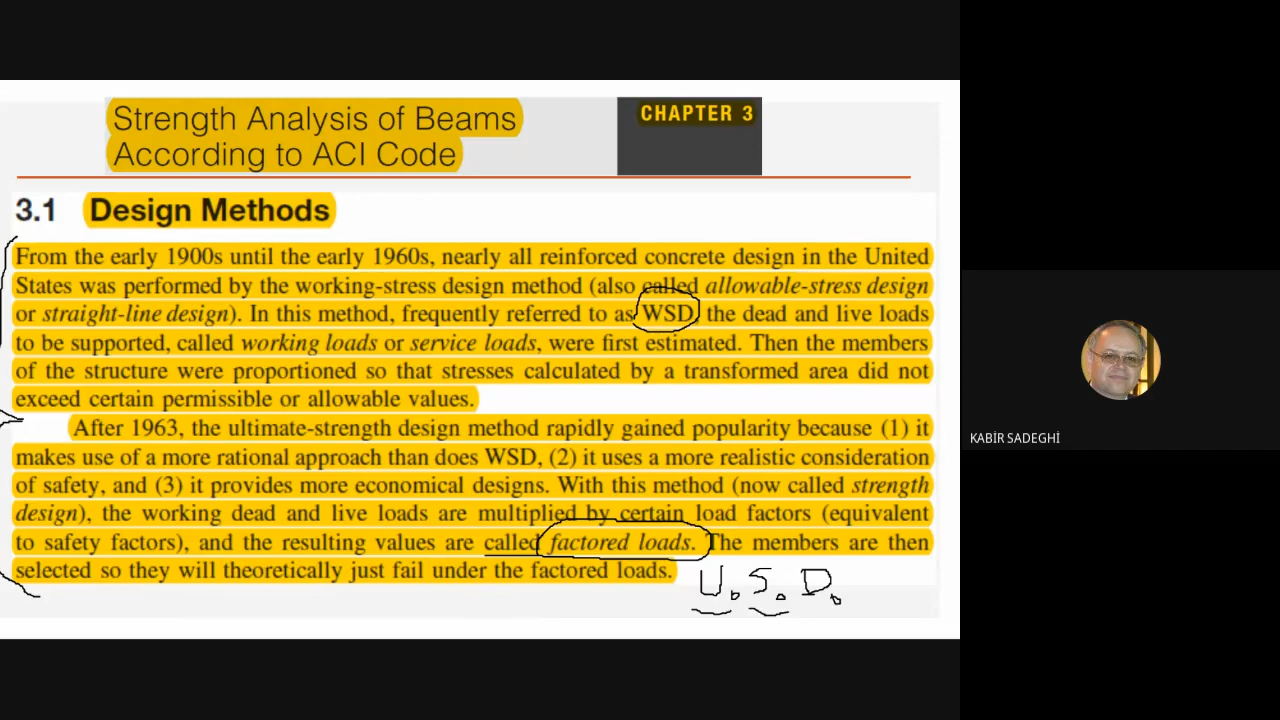 Strength Analysis of Beams
According to ACI Code
CHAPTER 3
3.1 Design Methods
From the early 1900s until the early 1960s, nearly all reinforced concrete design in the United
States was performed by the working-stress design method (also called allowable-stress design
or straight-line design). In this method, frequently referred to as WSD, the dead and live loads
to be supported, called working loads or service loads, were first estimated. Then the members
of the structure were proportioned so that stresses calculated by a transformed area did not
exceed certain permissible or allowable values.
After 1963, the ultimate-strength design method rapidly gained popularity because (1) it
makes use of a more rational approach than does WSD, (2) it uses a more realistic consideration
of safety, and (3) it provides more economical designs. With this method (now called strength
design), the working dead and live loads are multiplied by certain load factors (equivalent
to safety factors), and the resulting values are called factored loads. The members are then
selected so they will theoretically just fail under the factored loads.
U.S.D.
KABİR SADEGHİ